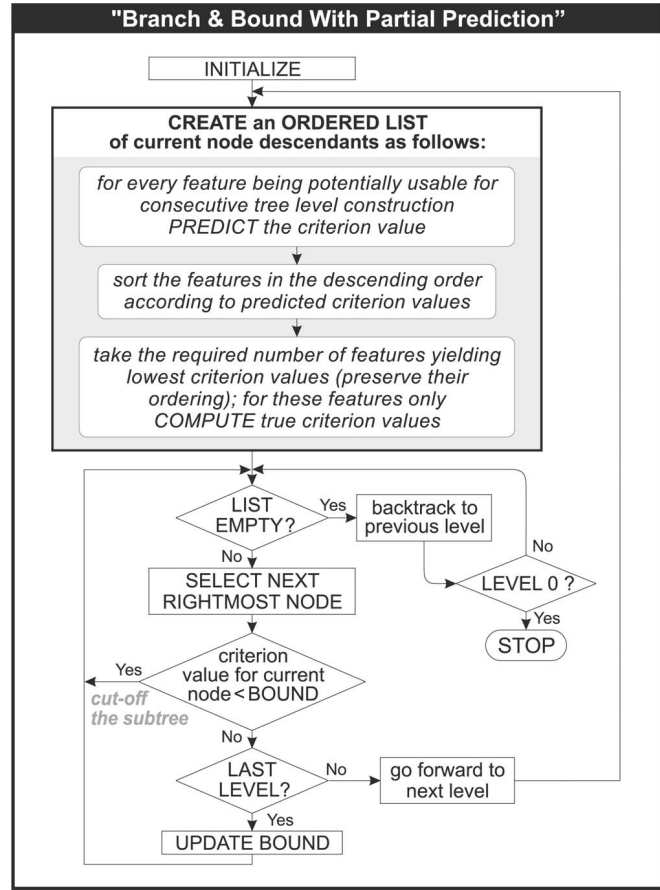 "Branch & Bound With Partial Prediction”
INITIALIZE
CREATE an ORDERED LIST
of current node descendants as follows:
for every feature being potentially usable for
consecutive tree level construction
PREDICT the criterion value
sort the features in the descending order
according to predicted criterion values
take the required number of features yielding
lowest criterion values (preserve their
ordering); for these features only
COMPUTE true criterion values
LIST
EMPTY?
Yes
backtrack to
previous level
No
No
LEVEL 0 ?
Yes
STOP
SELECT NEXT
RIGHTMOST NODE
criterion
value for current
node<BOUND
Yes
cut-off
the subtree
No
LAST
LEVEL?
No
go forward to
next level
Yes
UPDATE BOUND